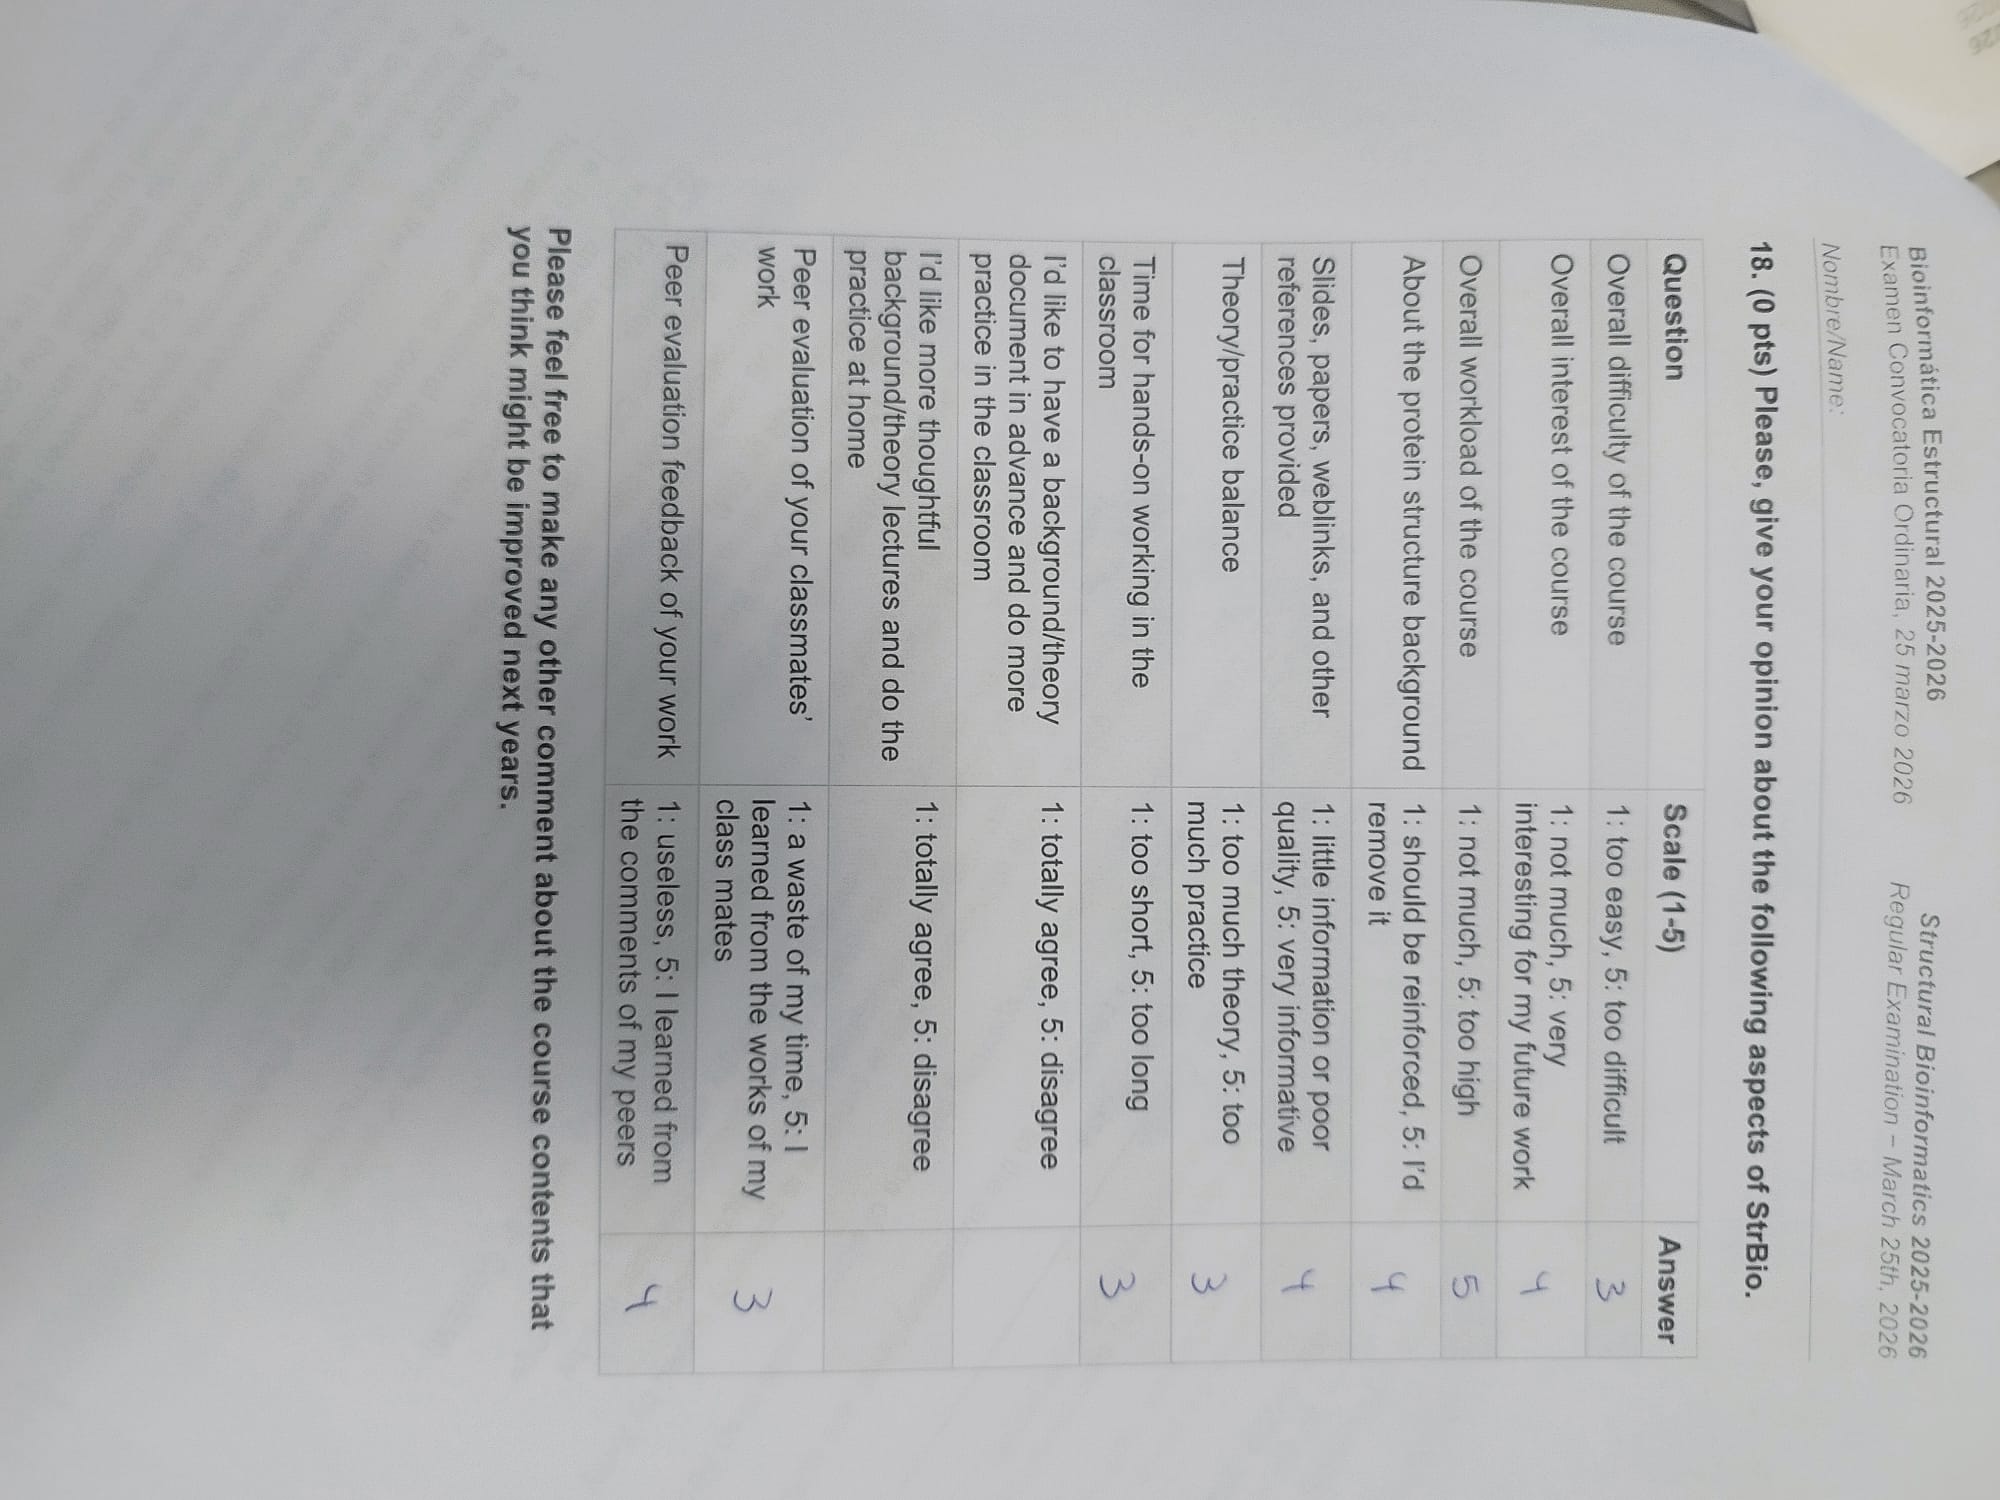 Bioinformática Estructural 2025-2026 Structural Bioinformatics 2025-2026
Examen Convocatoria Ordinaria, 25 marzo 2026 Regular Examination – March 25th, 2026
Nombre/Name:
18. (0 pts) Please, give your opinion about the following aspects of StrBio.
Question Scale (1-5) Answer
Overall difficulty of the course 1: too easy, 5: too difficult 3
Overall interest of the course 1: not much, 5: very 4
interesting for my future work
Overall workload of the course 1: not much, 5: too high 5
About the protein structure background 1: should be reinforced, 5: I'd 4
remove it
Slides, papers, weblinks, and other 1: little information or poor 4
references provided quality, 5: very informative
Theory/practice balance 1: too much theory, 5: too 3
much practice
Time for hands-on working in the 1: too short, 5: too long 3
classroom
I'd like to have a background/theory 1: totally agree, 5: disagree
document in advance and do more
practice in the classroom
I'd like more thoughtful 1: totally agree, 5: disagree
background/theory lectures and do the
practice at home
Peer evaluation of your classmates' 1: a waste of my time, 5: I 3
work learned from the works of my
class mates
Peer evaluation feedback of your work 1: useless, 5: I learned from 4
the comments of my peers
Please feel free to make any other comment about the course contents that
you think might be improved next years.